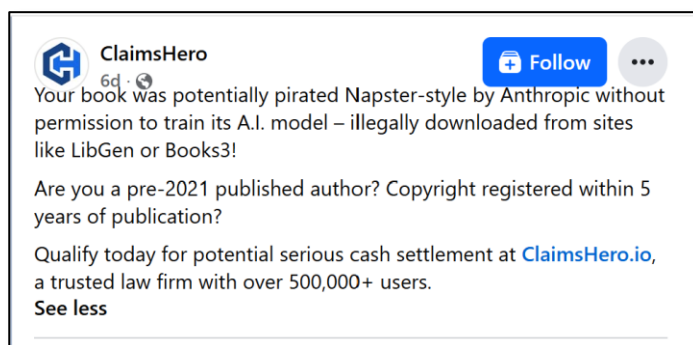 ClaimsHero
6d ·
Follow
Your book was potentially pirated Napster-style by Anthropic without
permission to train its A.I. model – illegally downloaded from sites
like LibGen or Books3!
Are you a pre-2021 published author? Copyright registered within 5
years of publication?
Qualify today for potential serious cash settlement at ClaimsHero.io,
a trusted law firm with over 500,000+ users.
See less